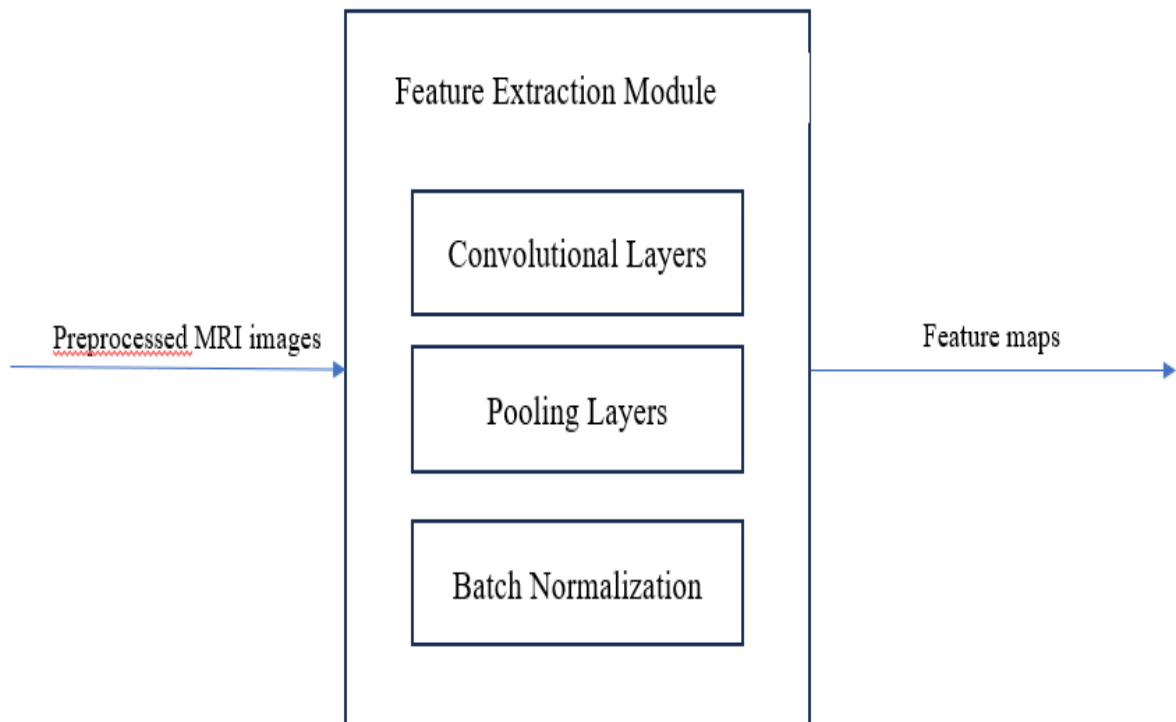 Feature Extraction Module
Convolutional Layers
Preprocessed MRI images
Feature maps
Pooling Layers
Batch Normalization